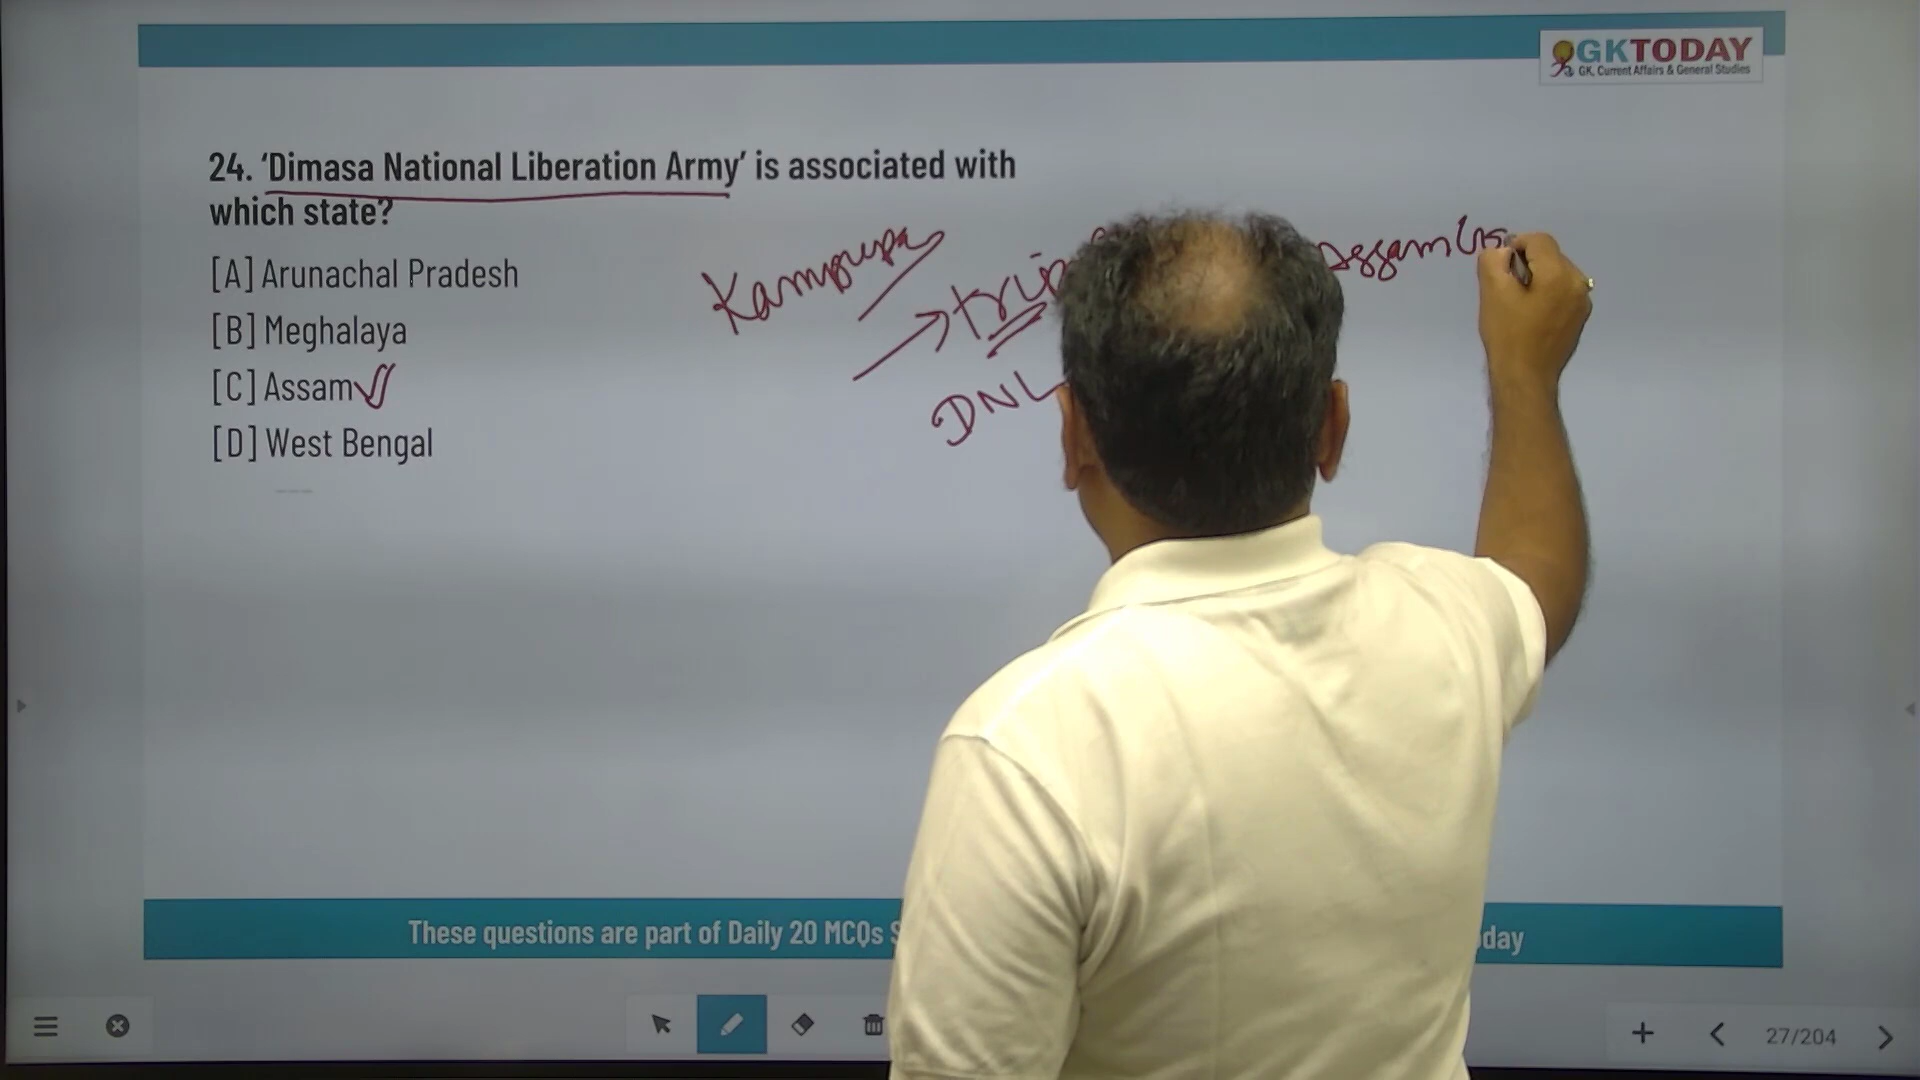 GKTODAY
GK, Current Affairs & General Studies
24. ‘Dimasa National Liberation Army’ is associated with
which state?
[A] Arunachal Pradesh
[B] Meghalaya
[C] Assam
[D] West Bengal
Kamrupa
Assam
DNL
These questions are part of Daily 20 MCQs
27/204